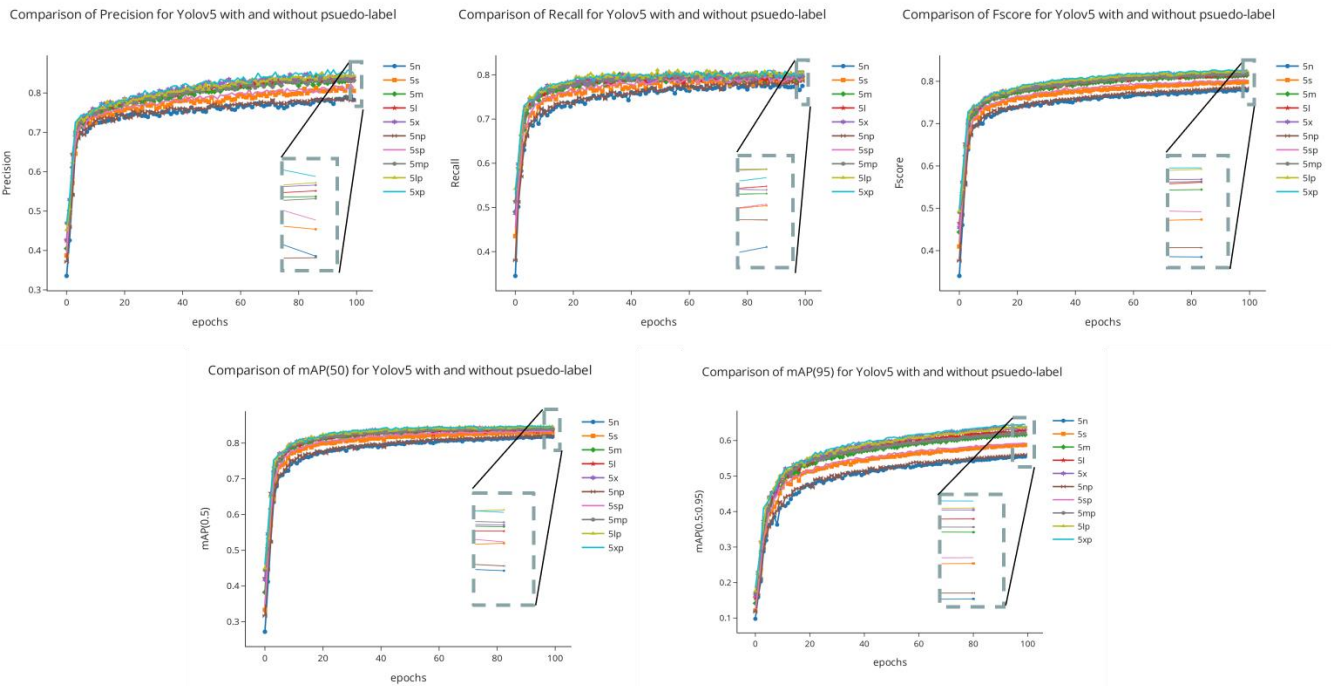 Comparison of Precision for Yolov5 with and without psuedo-label
Precision
0.8
0.7
0.6
0.5
0.4
0.3
0
20
40
60
80
100
epochs
5n
5s
5m
5l
5x
5np
5sp
5mp
5lp
5xp
Comparison of Recall for Yolov5 with and without psuedo-label
Recall
0.8
0.7
0.6
0.5
0.4
0
20
40
60
80
100
epochs
5n
5s
5m
5l
5x
5np
5sp
5mp
5lp
5xp
Comparison of Fscore for Yolov5 with and without psuedo-label
Fscore
0.8
0.7
0.6
0.5
0.4
0
20
40
60
80
100
epochs
5n
5s
5m
5l
5x
5np
5sp
5mp
5lp
5xp
Comparison of mAP(50) for Yolov5 with and without psuedo-label
mAP(0.5)
0.8
0.7
0.6
0.5
0.4
0.3
0
20
40
60
80
100
epochs
5n
5s
5m
5l
5x
5np
5sp
5mp
5lp
5xp
Comparison of mAP(95) for Yolov5 with and without psuedo-label
mAP(0.5:0.95)
0.6
0.5
0.4
0.3
0.2
0.1
0
20
40
60
80
100
epochs
5n
5s
5m
5l
5x
5np
5sp
5mp
5lp
5xp